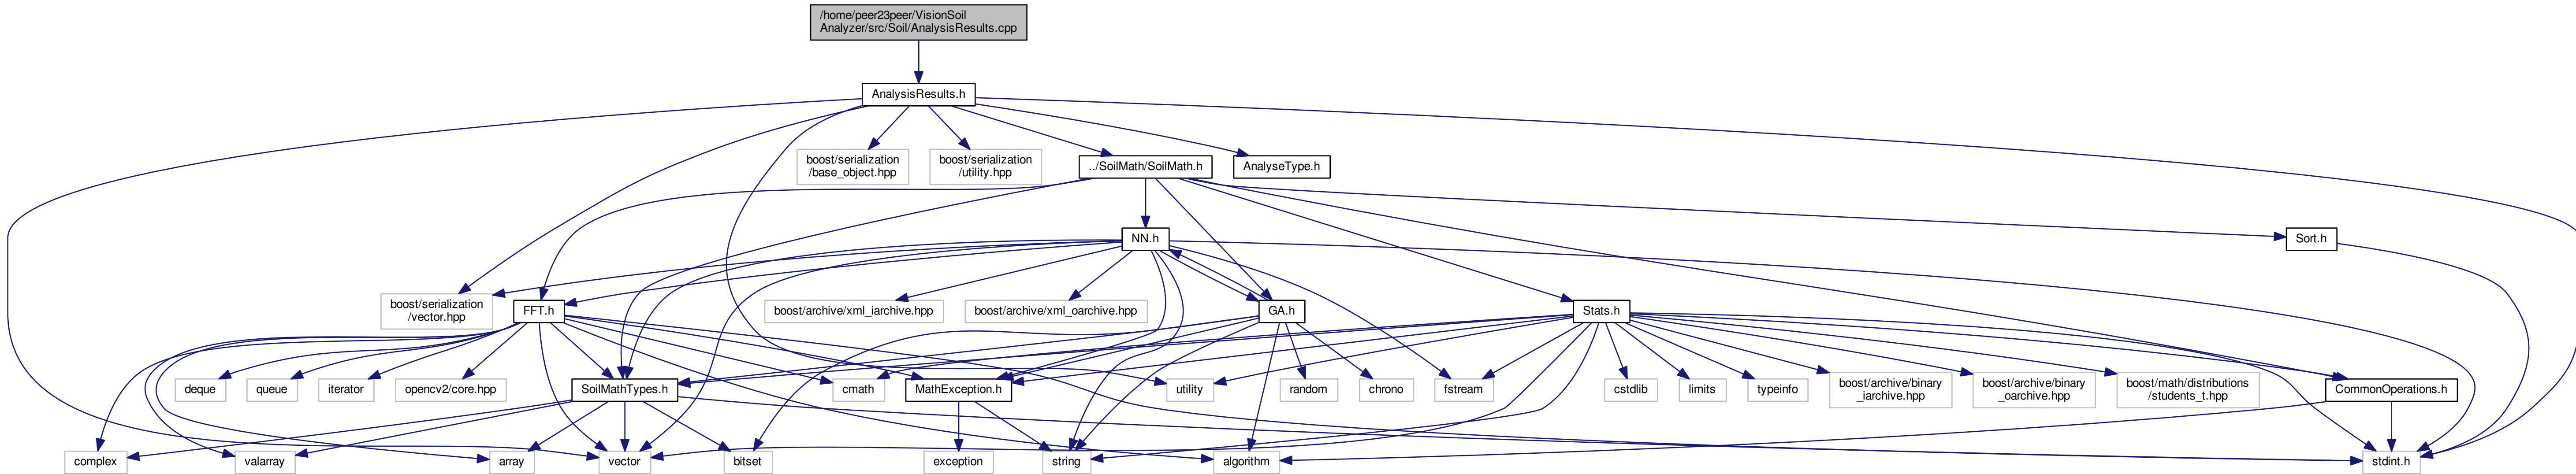 /home/peer23peer/VisionSoil
Analyzer/src/Soil/AnalysisResults.cpp
AnalysisResults.h
boost/serialization
/base_object.hpp
boost/serialization
/utility.hpp
../SoilMath/SoilMath.h
AnalyseType.h
NN.h
Sort.h
boost/serialization
/vector.hpp
FFT.h
boost/archive/xml_iarchive.hpp
boost/archive/xml_oarchive.hpp
GA.h
Stats.h
deque
queue
iterator
opencv2/core.hpp
SoilMathTypes.h
cmath
MathException.h
utility
random
chrono
fstream
cstdlib
limits
typeinfo
boost/archive/binary
_iarchive.hpp
boost/archive/binary
_oarchive.hpp
boost/math/distributions
/students_t.hpp
CommonOperations.h
complex
valarray
array
vector
bitset
exception
string
algorithm
stdint.h